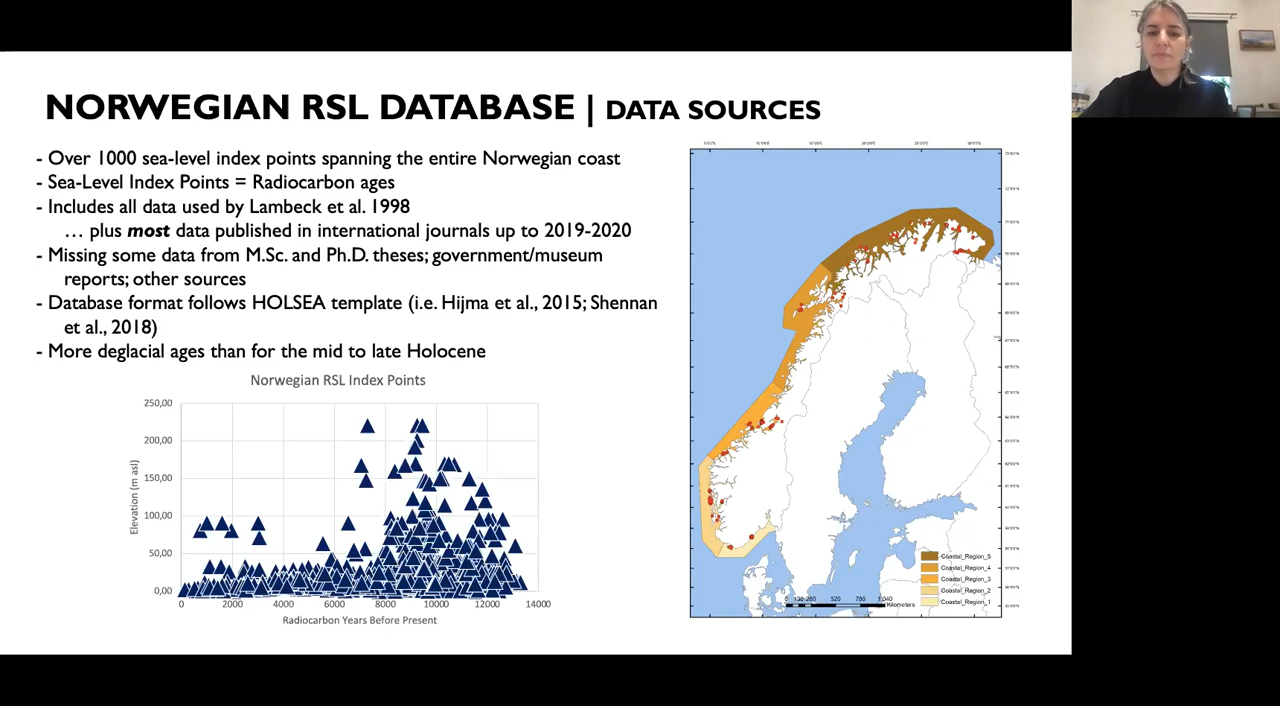 NORWEGIAN RSL DATABASE | DATA SOURCES
- Over 1000 sea-level index points spanning the entire Norwegian coast
- Sea-Level Index Points = Radiocarbon ages
- Includes all data used by Lambeck et al. 1998
… plus most data published in international journals up to 2019-2020
- Missing some data from M.Sc. and Ph.D. theses; government/museum
reports; other sources
- Database format follows HOLSEA template (i.e. Hijma et al., 2015; Shennan
et al., 2018)
- More deglacial ages than for the mid to late Holocene
Norwegian RSL Index Points
Elevation (m asl)
250,00
200,00
150,00
100,00
50,00
0,00
0 2000 4000 6000 8000 10000 12000 14000
Radiocarbon Years Before Present
Coastal_Region_5
Coastal_Region_4
Coastal_Region_3
Coastal_Region_2
Coastal_Region_1
520 780 1,040
Kilometers